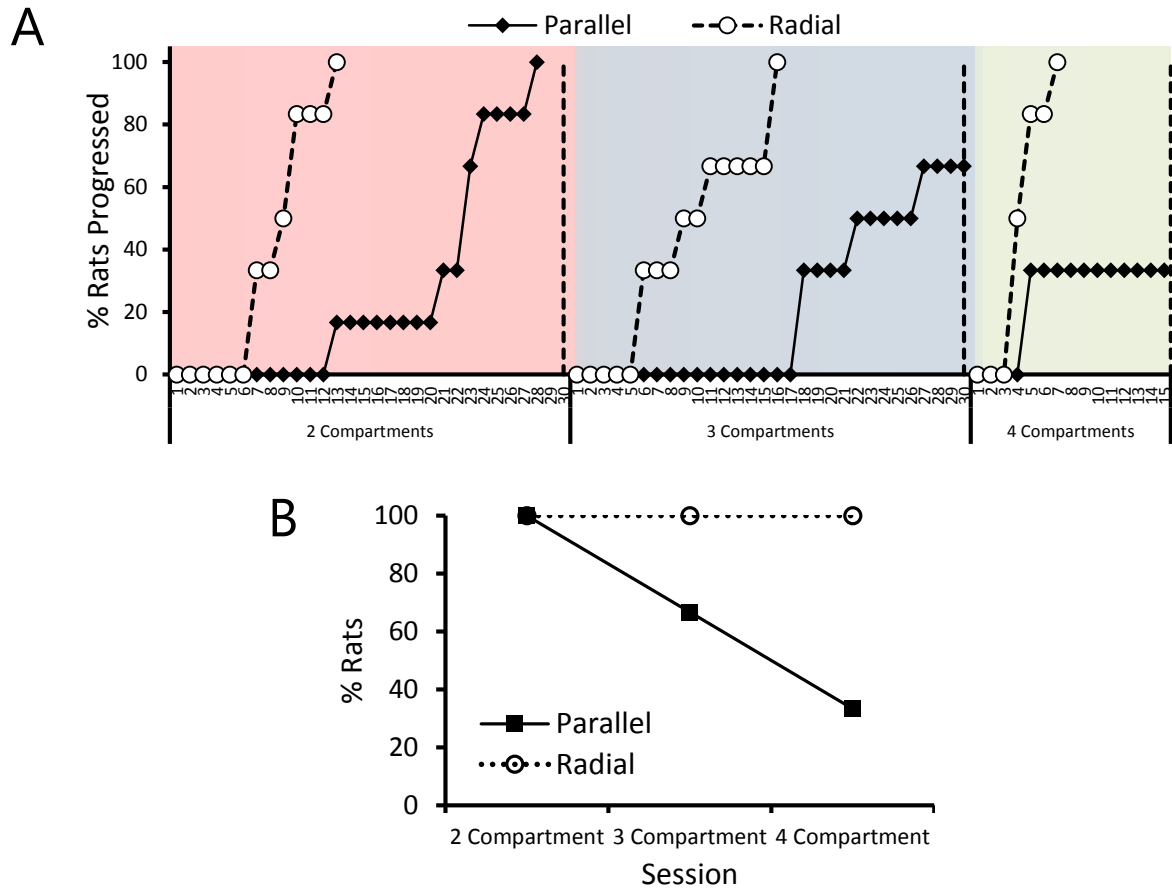 A
Parallel Radial
% Rats Progressed
100
80
60
40
20
0
1 2 3 4 5 6 7 8 9 10 11 12 13 14 15 16 17 18 19 20 21 22 23 24 25 26 27 28 29 30 1 2 3 4 5 6 7 8 9 10 11 12 13 14 15 16 17 18 19 20 21 22 23 24 25 26 27 28 29 30 1 2 3 4 5 6 7 8 9 10 11 12 13 14 15
2 Compartments 3 Compartments 4 Compartments
B
% Rats
100
80
60
40
20
0
Parallel
Radial
2 Compartment 3 Compartment 4 Compartment
Session